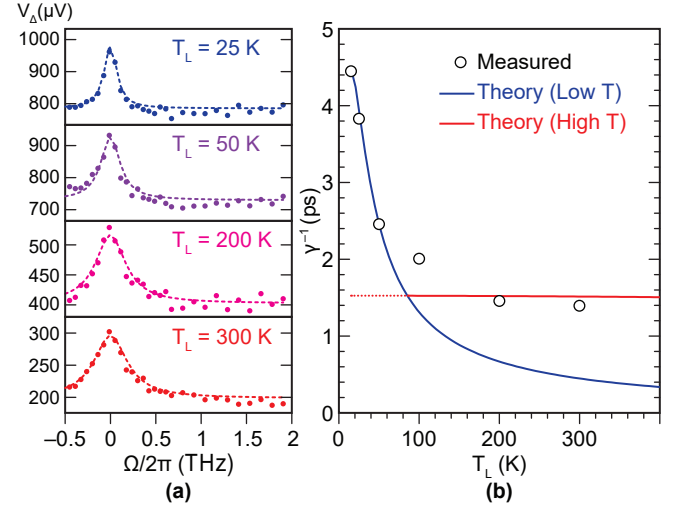 V_Δ(μV)
1000
900
800
T_L = 25 K
900
800
700
T_L = 50 K
500
450
400
T_L = 200 K
300
250
200
T_L = 300 K
–0.5 0 0.5 1 1.5 2
Ω/2π (THz)
(a)
5
4
3
2
1
0
γ⁻¹ (ps)
Measured
Theory (Low T)
Theory (High T)
0 100 200 300
T_L (K)
(b)